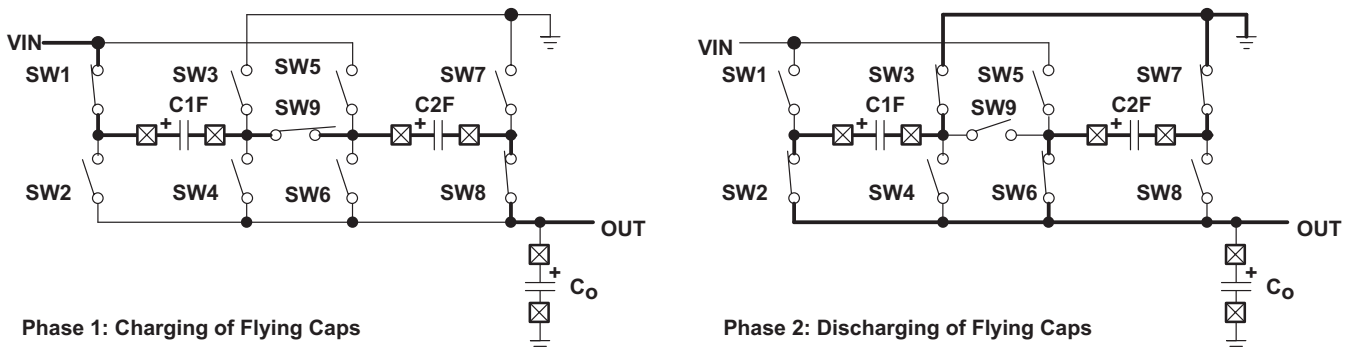 VIN
SW1
SW3
SW5
SW7
C1F
+
SW9
C2F
+
SW2
SW4
SW6
SW8
OUT
+
Co
Phase 1: Charging of Flying Caps
VIN
SW1
SW3
SW5
SW7
C1F
+
SW9
C2F
+
SW2
SW4
SW6
SW8
OUT
+
Co
Phase 2: Discharging of Flying Caps